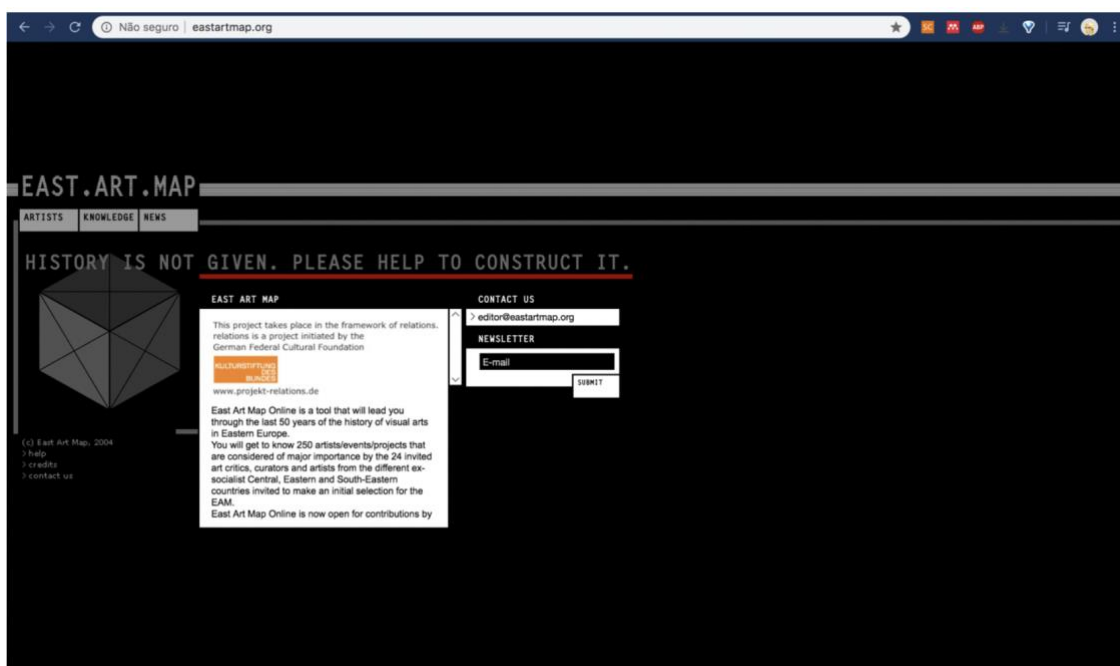 Não seguro | eastartmap.org
SC
ABP
EAST.ART.MAP
ARTISTS KNOWLEDGE NEWS
HISTORY IS NOT GIVEN. PLEASE HELP TO CONSTRUCT IT.
EAST ART MAP
This project takes place in the framework of relations.
relations is a project initiated by the
German Federal Cultural Foundation
KULTURSTIFTUNG
DES
BUNDES
www.projekt-relations.de
East Art Map Online is a tool that will lead you
through the last 50 years of the history of visual arts
in Eastern Europe.
You will get to know 250 artists/events/projects that
are considered of major importance by the 24 invited
art critics, curators and artists from the different ex-
socialist Central, Eastern and South-Eastern
countries invited to make an initial selection for the
EAM.
East Art Map Online is now open for contributions by
CONTACT US
> editor@eastartmap.org
NEWSLETTER
E-mail
SUBMIT
(c) East Art Map, 2004
> help
> credits
> contact us